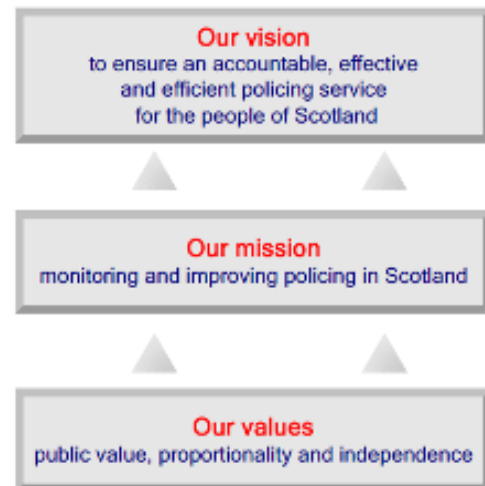 Our vision
to ensure an accountable, effective
and efficient policing service
for the people of Scotland
Our mission
monitoring and improving policing in Scotland
Our values
public value, proportionality and independence